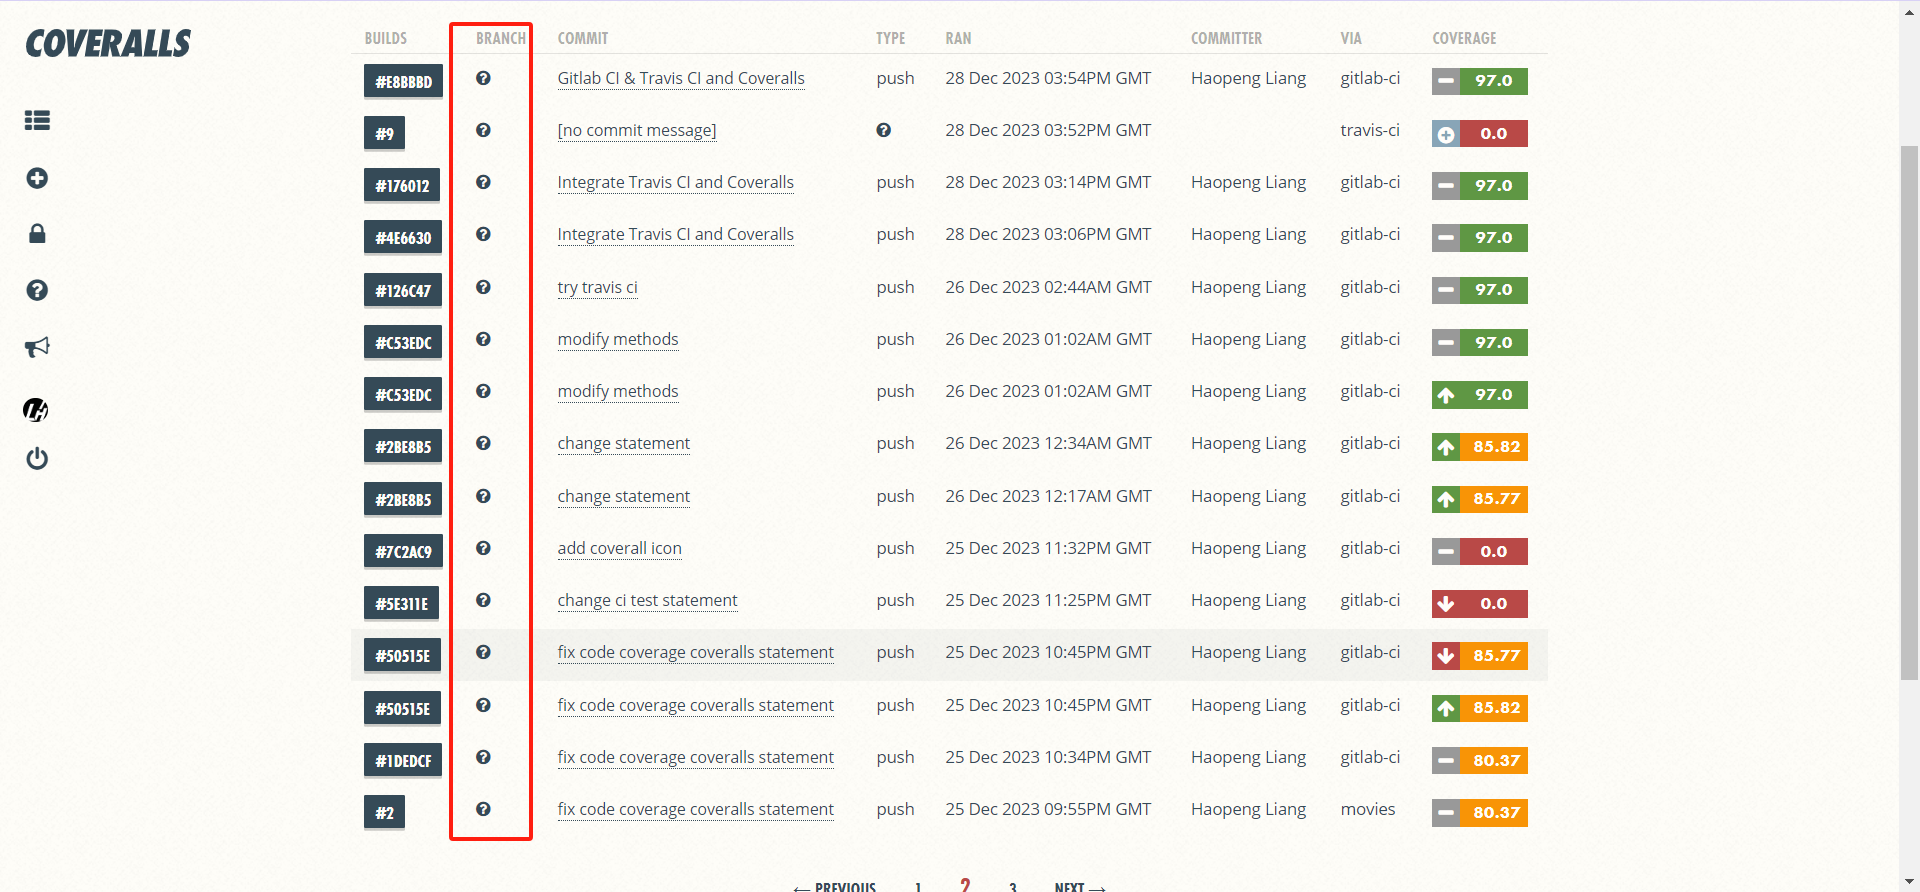 COVERALLS
BUILDS BRANCH COMMIT TYPE RAN COMMITTER VIA COVERAGE
#E8BBBD Gitlab CI & Travis CI and Coveralls push 28 Dec 2023 03:54PM GMT Haopeng Liang gitlab-ci 97.0
#9 [no commit message] 28 Dec 2023 03:52PM GMT travis-ci 0.0
#176012 Integrate Travis CI and Coveralls push 28 Dec 2023 03:14PM GMT Haopeng Liang gitlab-ci 97.0
#4E6630 Integrate Travis CI and Coveralls push 28 Dec 2023 03:06PM GMT Haopeng Liang gitlab-ci 97.0
#126C47 try travis ci push 26 Dec 2023 02:44AM GMT Haopeng Liang gitlab-ci 97.0
#C53EDC modify methods push 26 Dec 2023 01:02AM GMT Haopeng Liang gitlab-ci 97.0
#C53EDC modify methods push 26 Dec 2023 01:02AM GMT Haopeng Liang gitlab-ci 97.0
#2BE8B5 change statement push 26 Dec 2023 12:34AM GMT Haopeng Liang gitlab-ci 85.82
#2BE8B5 change statement push 26 Dec 2023 12:17AM GMT Haopeng Liang gitlab-ci 85.77
#7C2AC9 add coverall icon push 25 Dec 2023 11:32PM GMT Haopeng Liang gitlab-ci 0.0
#5E311E change ci test statement push 25 Dec 2023 11:25PM GMT Haopeng Liang gitlab-ci 0.0
#50515E fix code coverage coveralls statement push 25 Dec 2023 10:45PM GMT Haopeng Liang gitlab-ci 85.77
#50515E fix code coverage coveralls statement push 25 Dec 2023 10:45PM GMT Haopeng Liang gitlab-ci 85.82
#1DEDCF fix code coverage coveralls statement push 25 Dec 2023 10:34PM GMT Haopeng Liang gitlab-ci 80.37
#2 fix code coverage coveralls statement push 25 Dec 2023 09:55PM GMT Haopeng Liang movies 80.37
← PREVIOUS 1 2 3 NEXT →